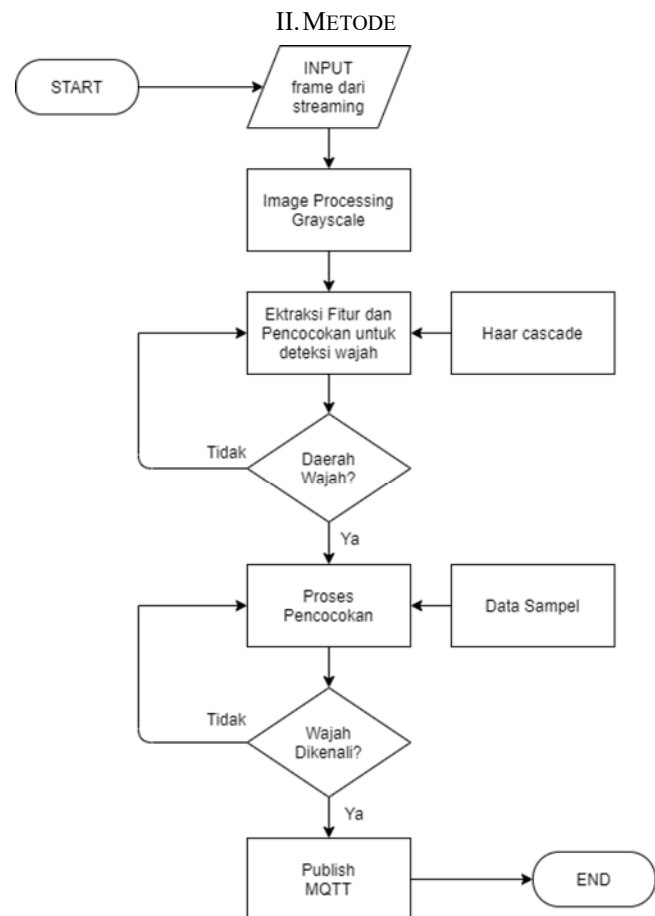 II. METODE
START
INPUT
frame dari
streaming
Image Processing
Grayscale
Ektraksi Fitur dan
Pencocokan untuk
deteksi wajah
Haar cascade
Tidak
Daerah
Wajah?
Ya
Proses
Pencocokan
Data Sampel
Tidak
Wajah
Dikenali?
Ya
Publish
MQTT
END